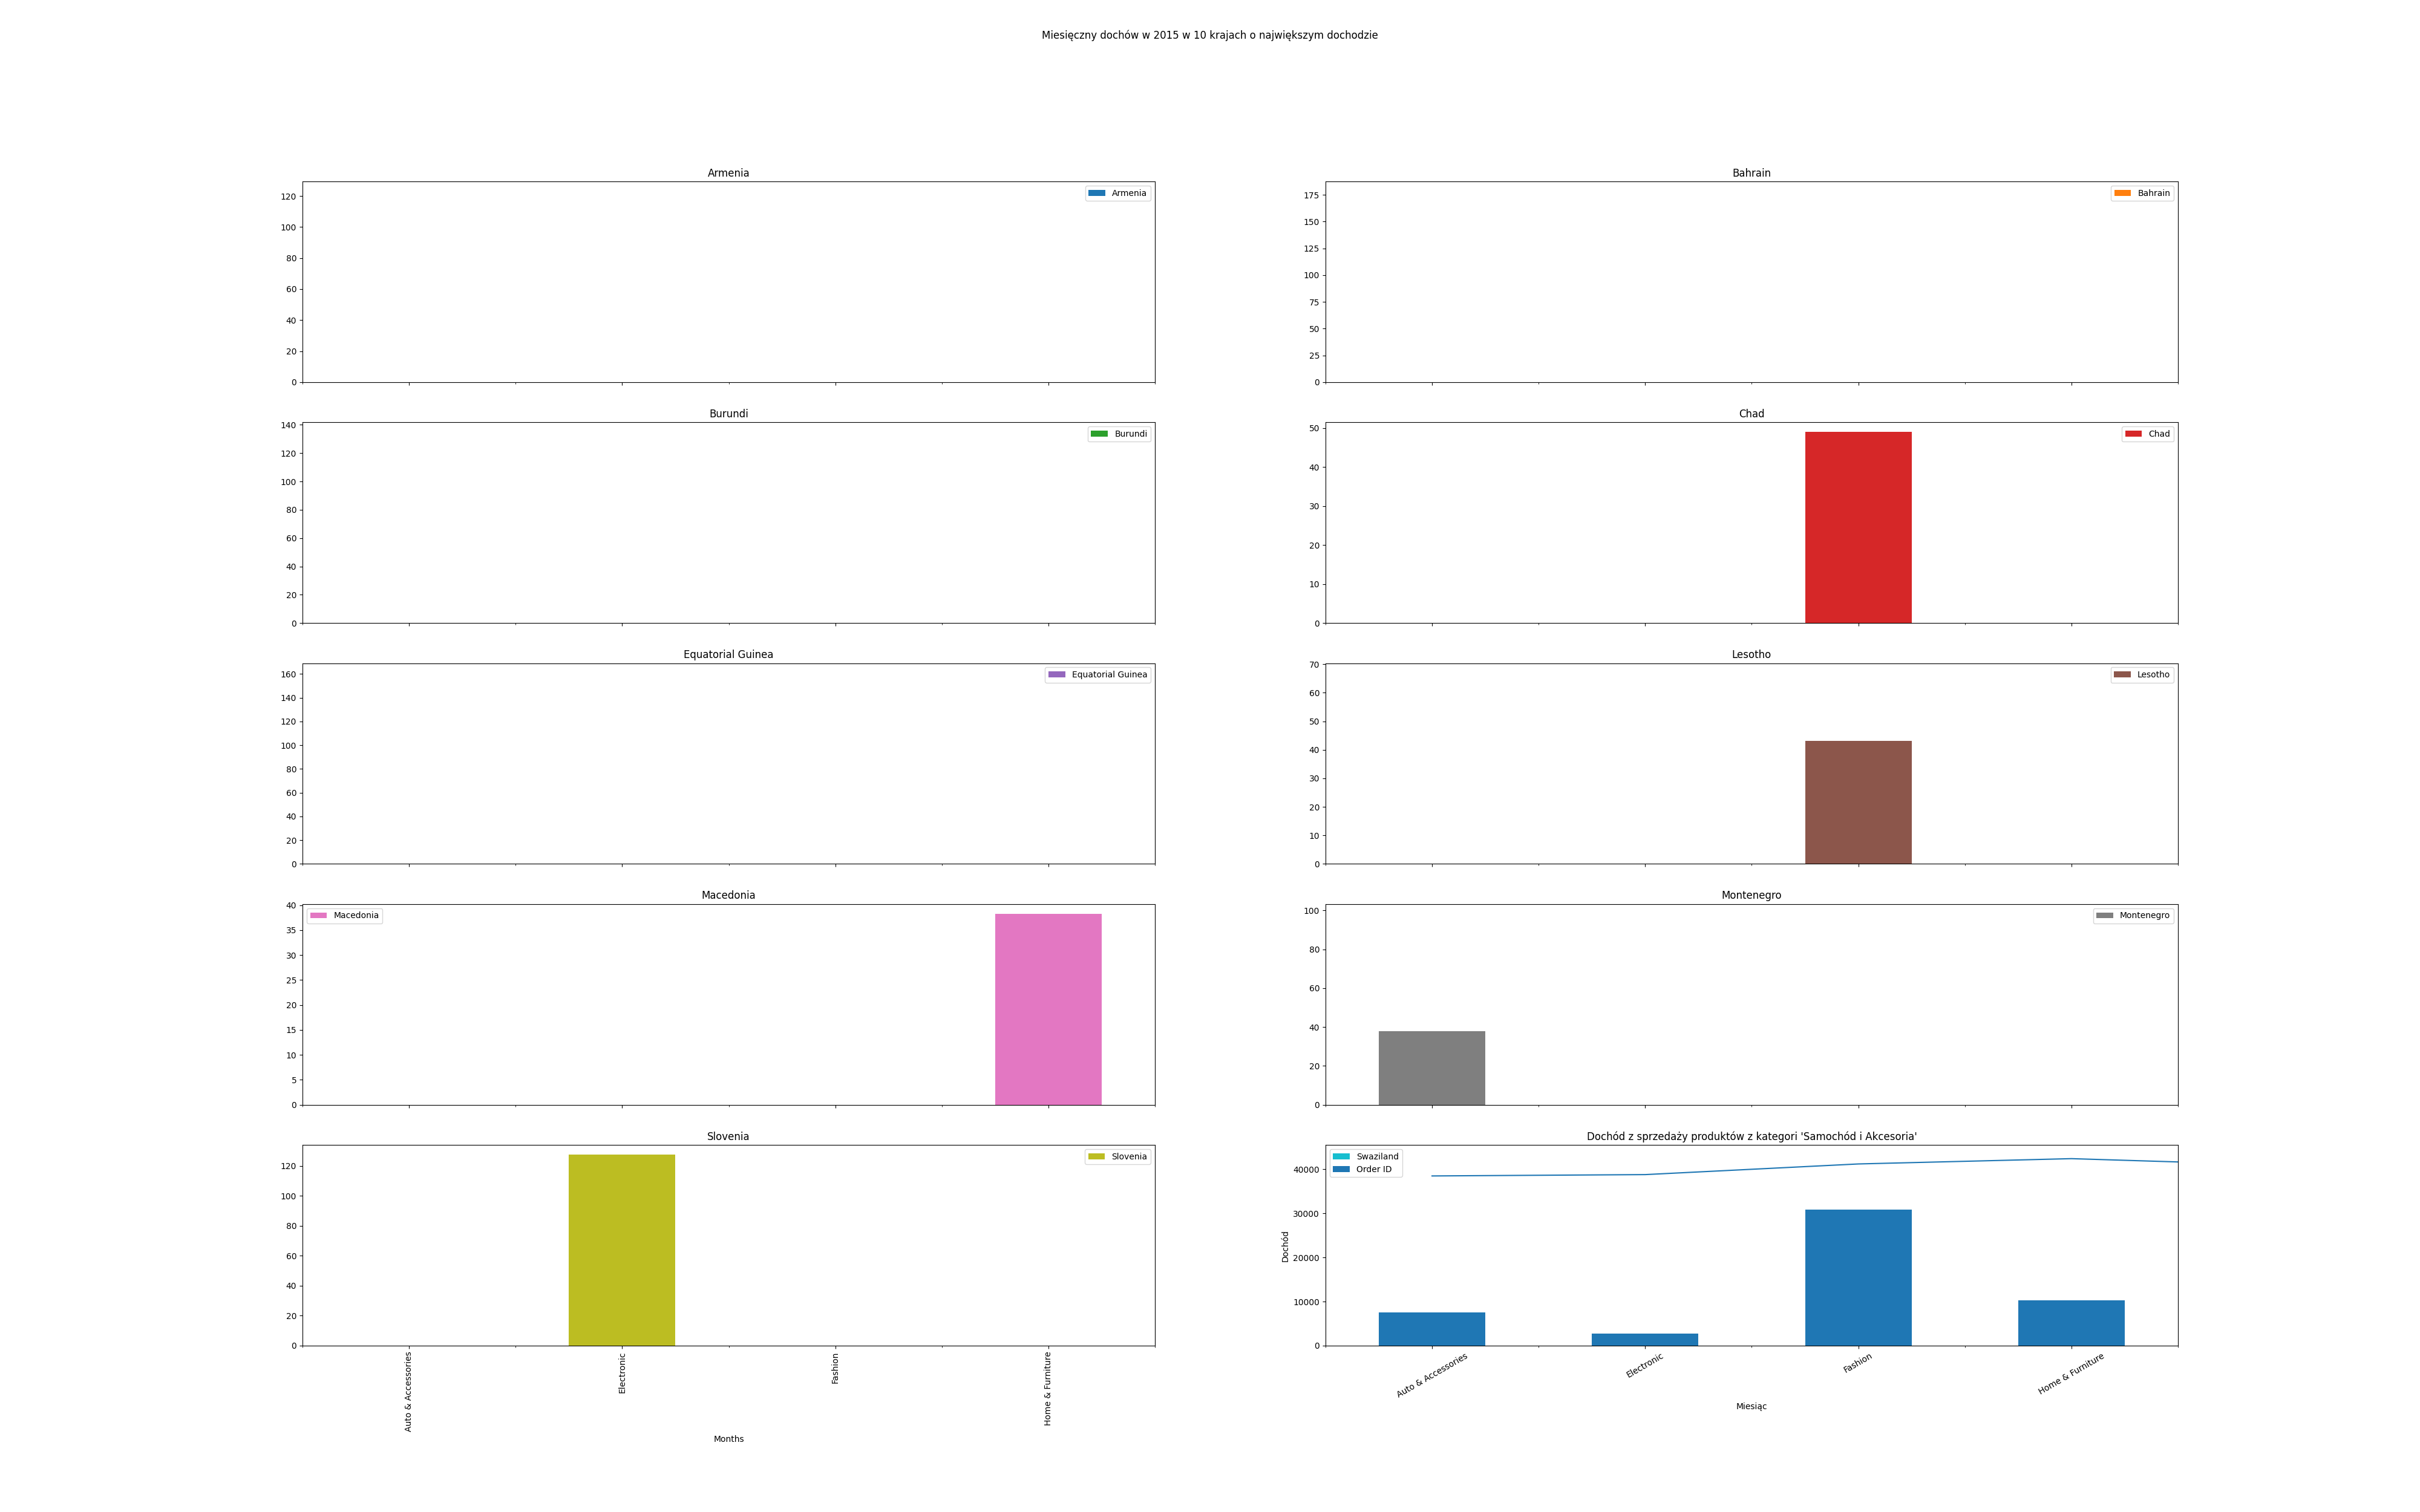 Miesięczny dochów w 2015 w 10 krajach o największym dochodzie
Armenia
120
100
80
60
40
20
0
Armenia
Bahrain
175
150
125
100
75
50
25
0
Bahrain
Burundi
140
120
100
80
60
40
20
0
Burundi
Chad
50
40
30
20
10
0
Chad
Equatorial Guinea
160
140
120
100
80
60
40
20
0
Equatorial Guinea
Lesotho
70
60
50
40
30
20
10
0
Lesotho
Macedonia
40
35
30
25
20
15
10
5
0
Macedonia
Montenegro
100
80
60
40
20
0
Montenegro
Slovenia
120
100
80
60
40
20
0
Slovenia
Auto & Accessories
Electronic
Fashion
Home & Furniture
Months
Dochód z sprzedaży produktów z kategori 'Samochód i Akcesoria'
Dochód
40000
30000
20000
10000
0
Swaziland
Order ID
Auto & Accessories
Electronic
Fashion
Home & Furniture
Miesiąc